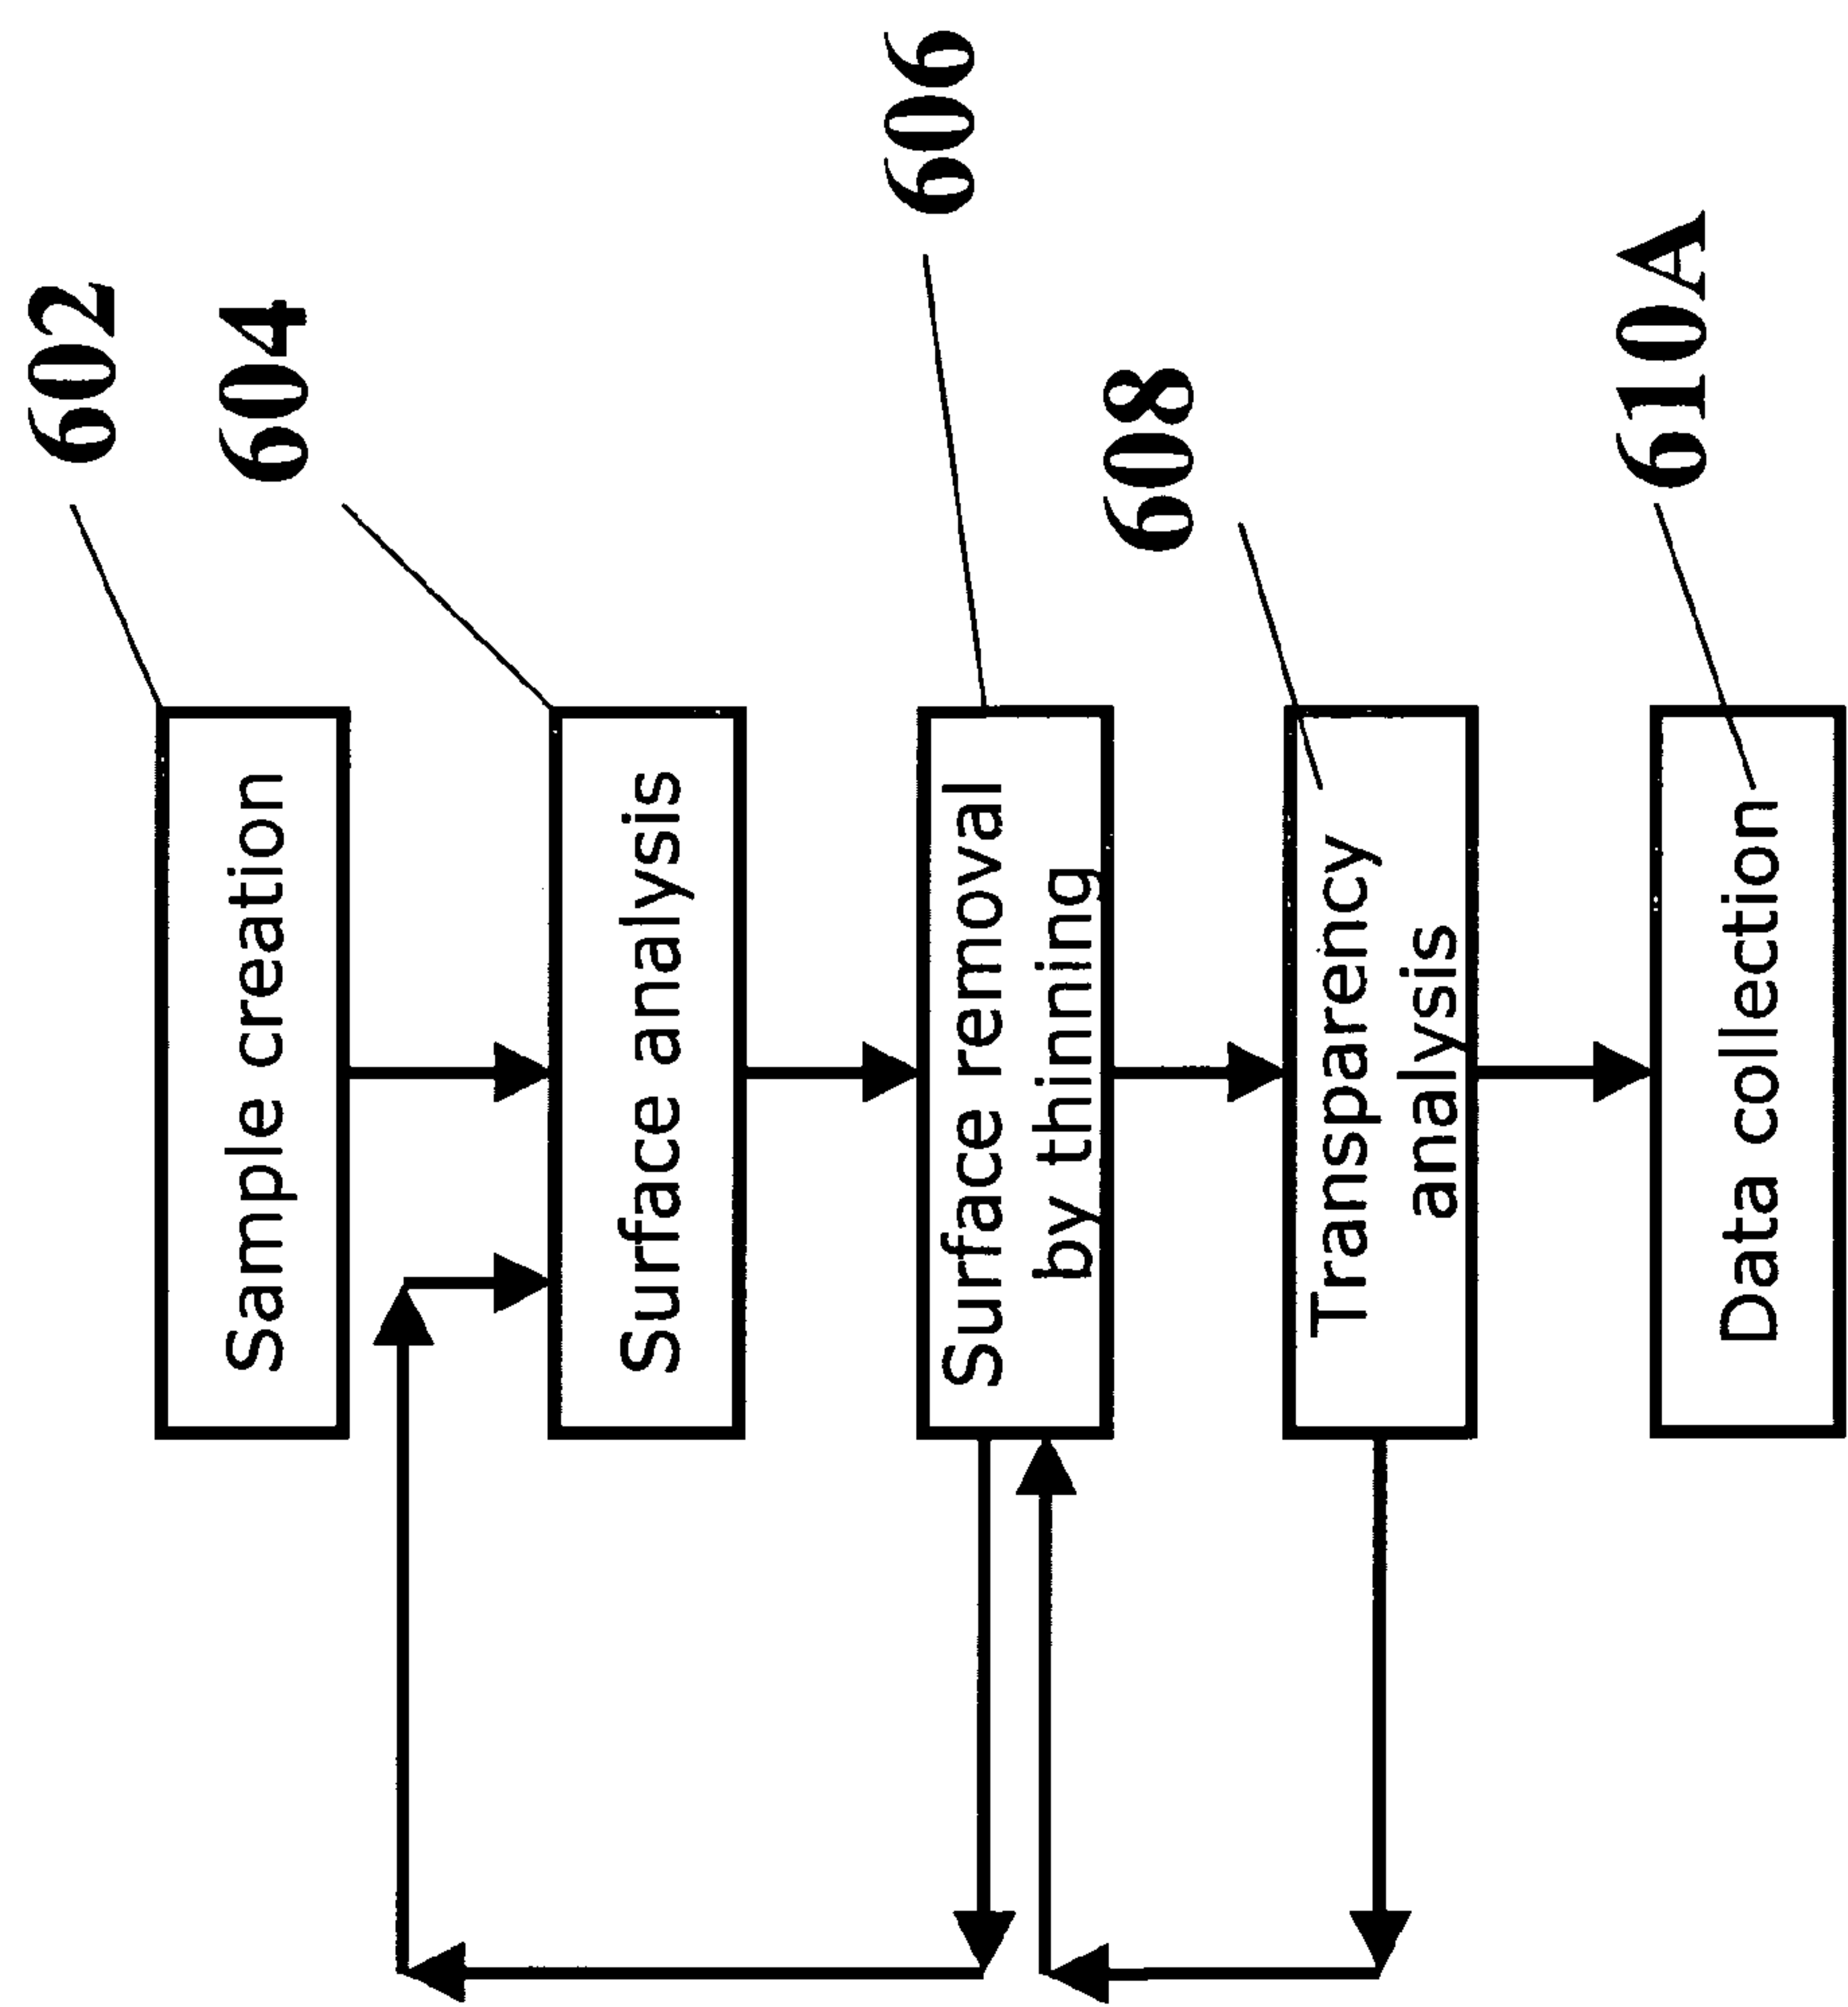 602
Sample creation
604
Surface analysis
606
Surface removal
by thinning
608
Transparency
analysis
610A
Data collection